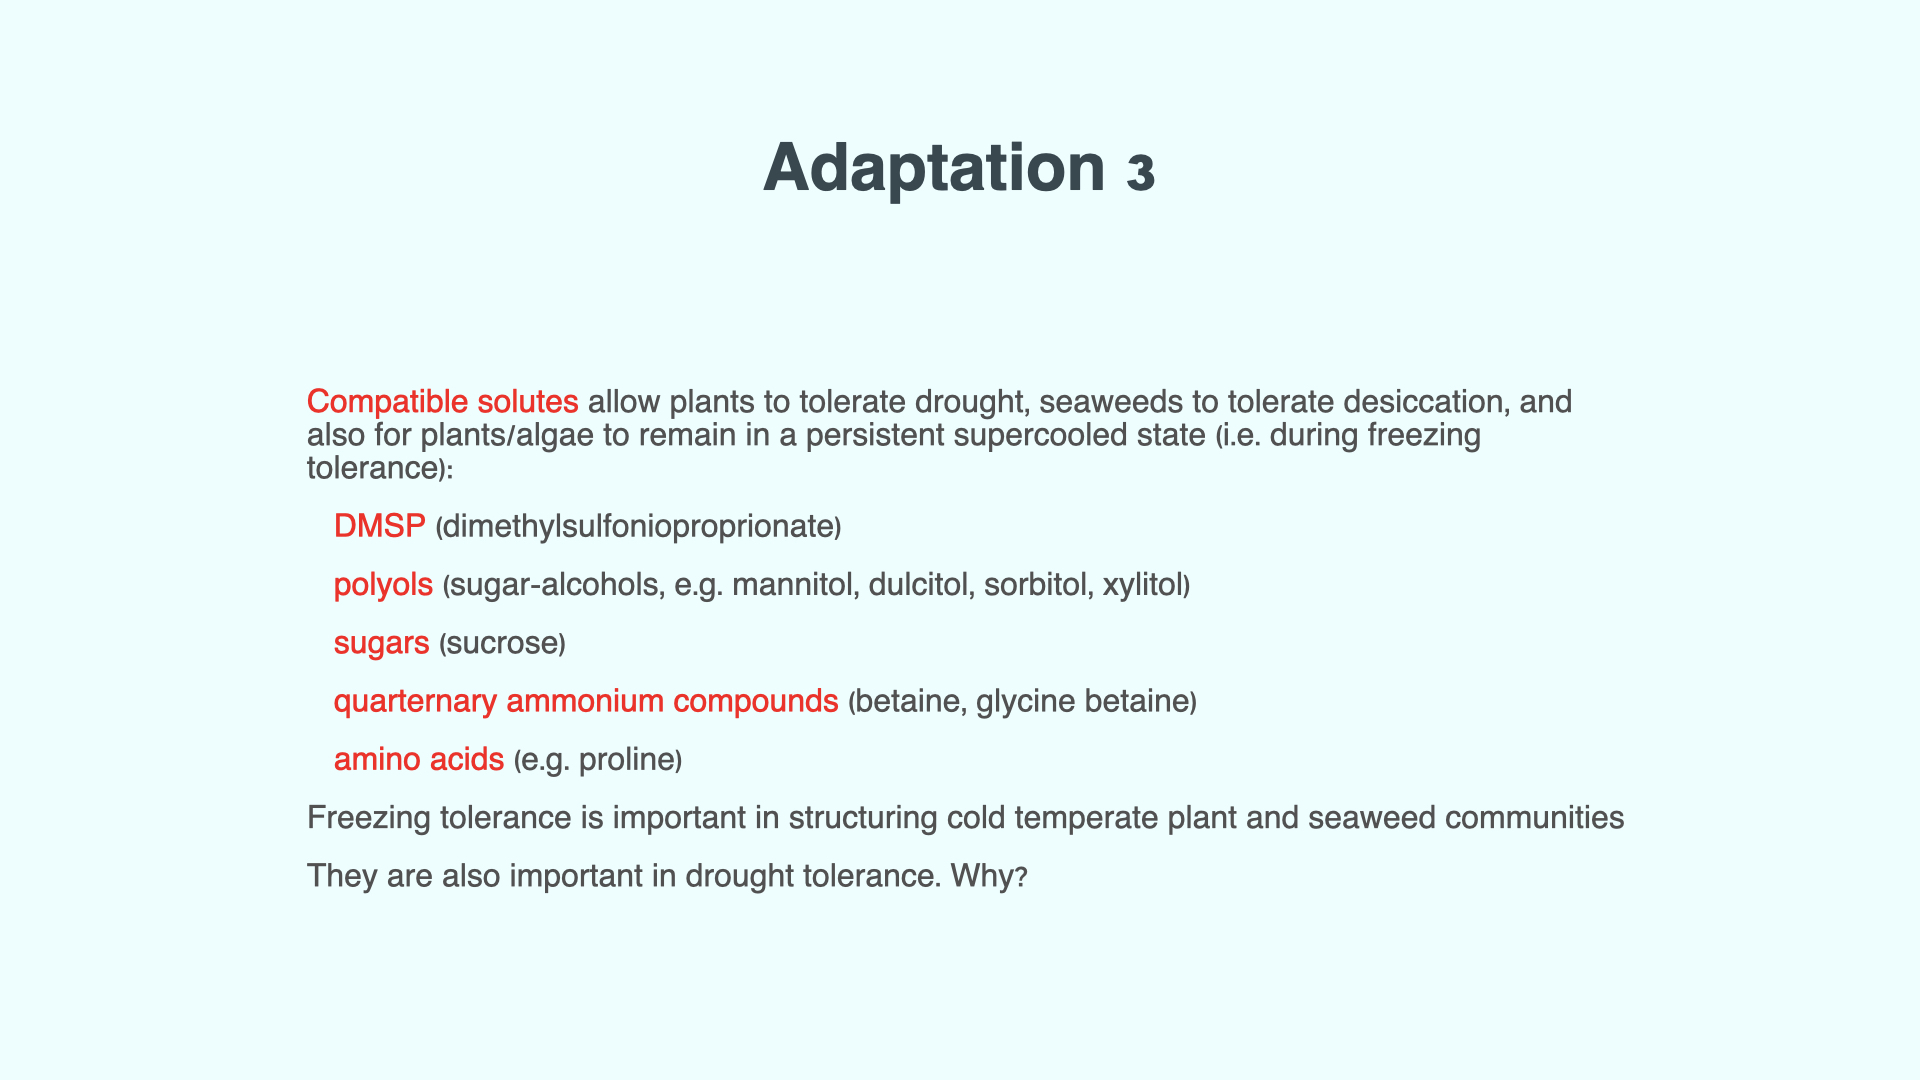 Adaptation 3
Compatible solutes allow plants to tolerate drought, seaweeds to tolerate desiccation, and
also for plants/algae to remain in a persistent supercooled state (i.e. during freezing
tolerance):
DMSP (dimethylsulfonioproprionate)
polyols (sugar-alcohols, e.g. mannitol, dulcitol, sorbitol, xylitol)
sugars (sucrose)
quarternary ammonium compounds (betaine, glycine betaine)
amino acids (e.g. proline)
Freezing tolerance is important in structuring cold temperate plant and seaweed communities
They are also important in drought tolerance. Why?